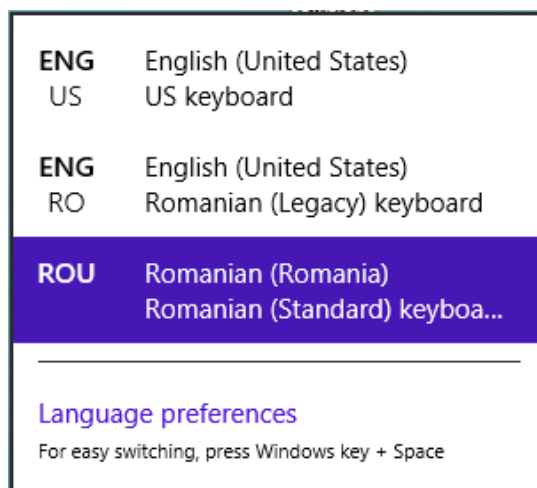 ENG English (United States)
US US keyboard
ENG English (United States)
RO Romanian (Legacy) keyboard
ROU Romanian (Romania)
Romanian (Standard) keyboa...
Language preferences
For easy switching, press Windows key + Space